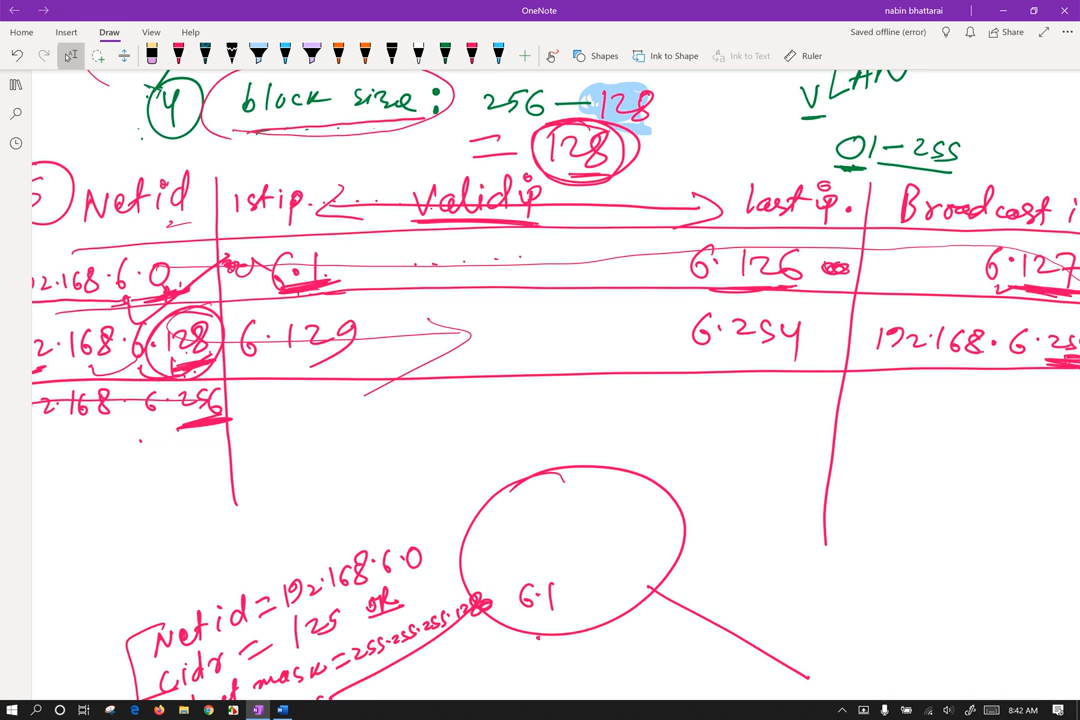 OneNote
nabin bhattarai
Home Insert Draw View Help
Saved offline (error) Share
Shapes Ink to Shape Ink to Text Ruler
4 block size: 256 - 128
= 128
VLAN
01-255
Netid 1st ip. Valid ip last ip. Broadcast i
92.168.6.0 6.1 6.126 6.127
2.168.6.128 6.129 6.254 192.168.6.25
2.168.6.256
6.1
Netid = 192.168.6.0
Cidr = 125 or
mask = 255.255.255.128
8:42 AM